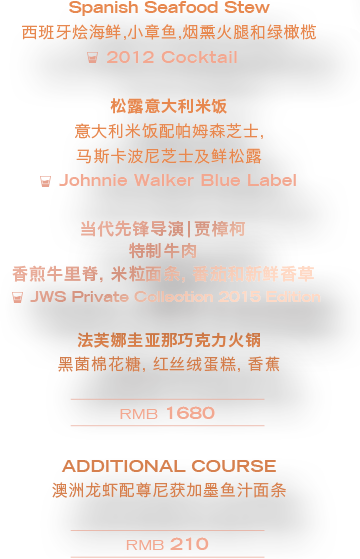 Spanish Seafood Stew
西班牙烩海鲜,小章鱼,烟熏火腿和绿橄榄
2012 Cocktail
松露意大利米饭
意大利米饭配帕姆森芝士,
马斯卡波尼芝士及鲜松露
Johnnie Walker Blue Label
当代先锋导演|贾樟柯
特制牛肉
香煎牛里脊, 米粒面条, 新鲜香草
JWS Private Collection 2015 Edition
法芙娜圭亚那巧克力火锅
黑菌棉花糖, 红丝绒蛋糕, 香蕉
RMB 1680
ADDITIONAL COURSE
澳洲龙虾配尊尼获加墨鱼汁面条
RMB 210